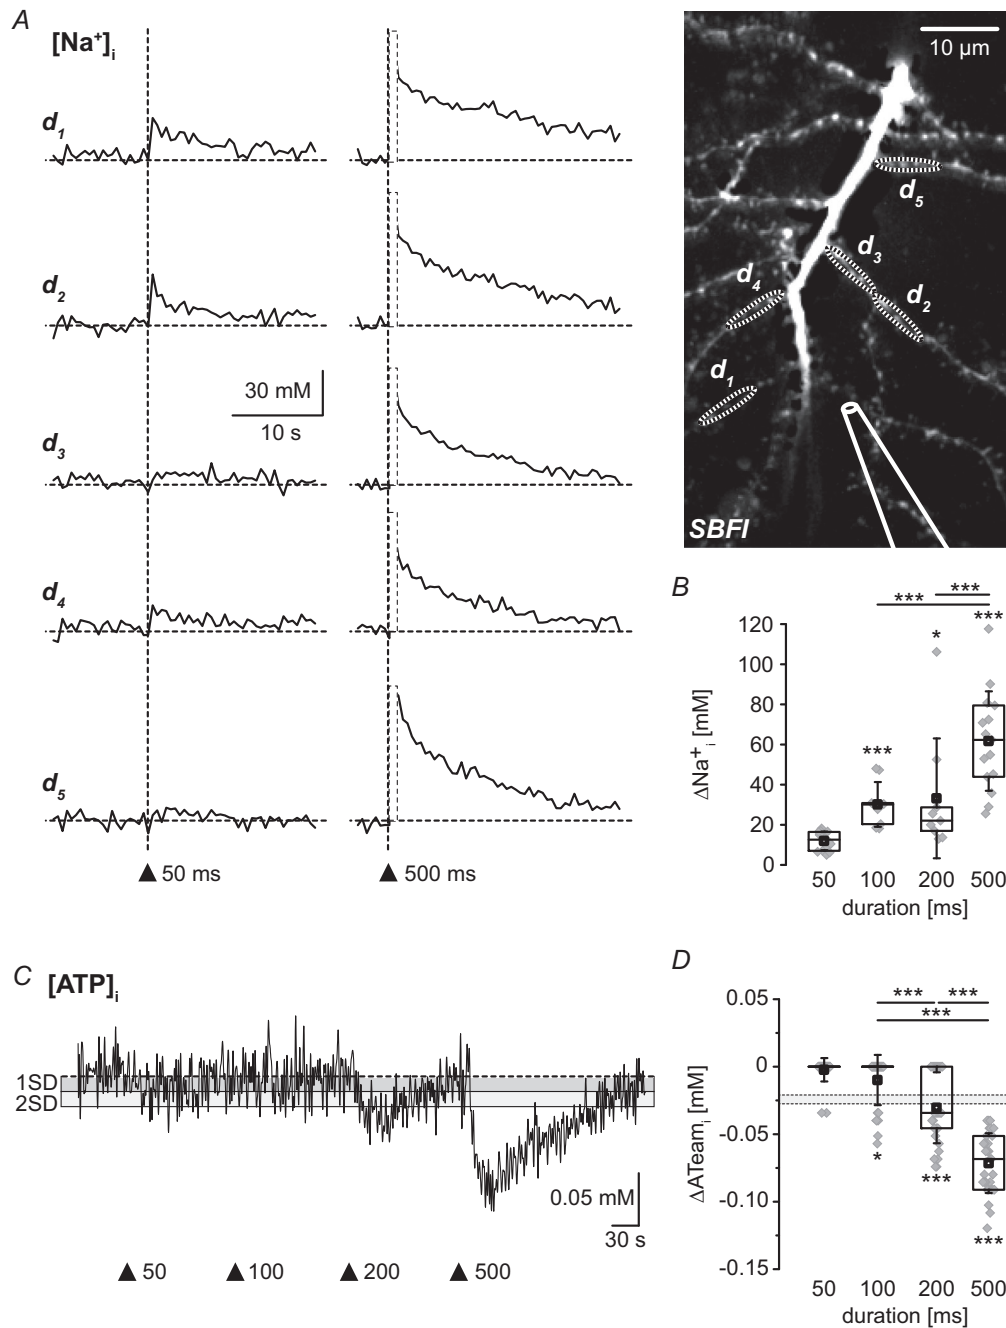 A
[Na⁺]ᵢ
d₁
d₂
30 mM
10 s
d₃
d₄
d₅
50 ms
500 ms
10 µm
d₅
d₃
d₄
d₂
d₁
SBFI
B
***
***
***
*
***
120
100
80
60
40
20
0
ΔNa⁺ᵢ [mM]
50 100 200 500
duration [ms]
C
[ATP]ᵢ
1SD
2SD
0.05 mM
30 s
50 100 200 500
D
*** ***
***
0.05
0
-0.05
-0.10
-0.15
ΔATeamᵢ [mM]
*
***
***
50 100 200 500
duration [ms]